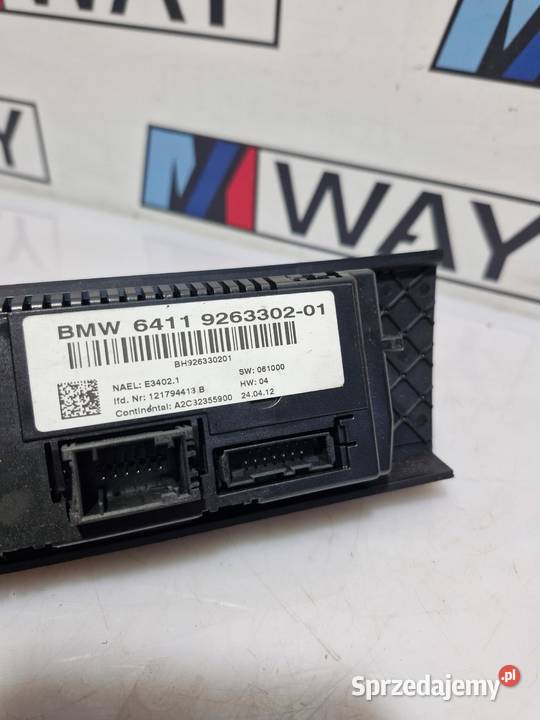 WAY
WAY
BMW 6411 9263302-01
BH926330201
NAEL: E3402.1 SW: 061000
lfd. Nr: 121794413 B HW: 04
Continental: A2C32355900 24.04.12
Sprzedajemy.pl